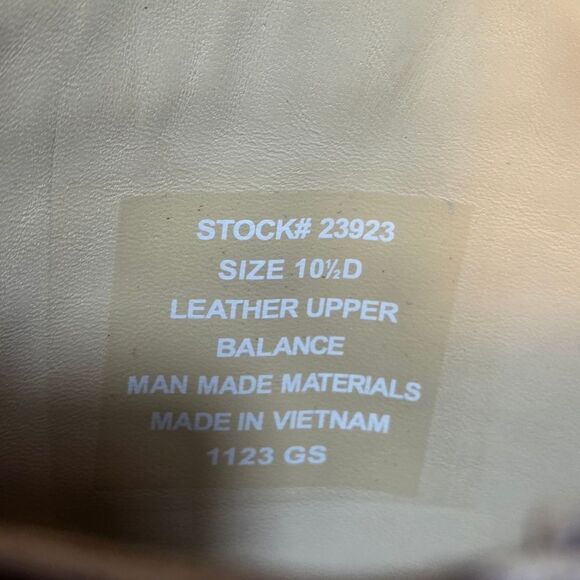 STOCK# 23923
SIZE 10½D
LEATHER UPPER
BALANCE
MAN MADE MATERIALS
MADE IN VIETNAM
1123 GS